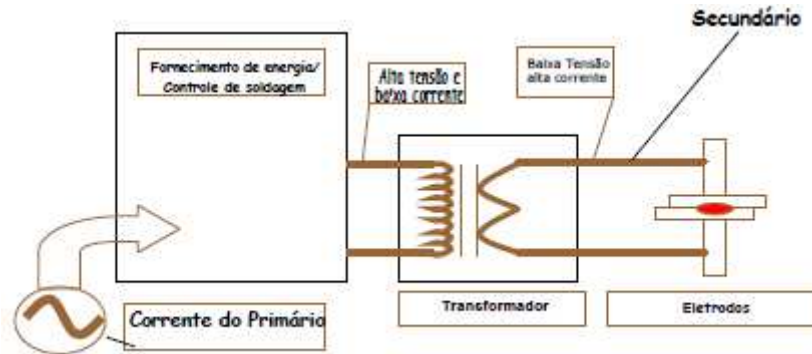 Secundário
Fornecimento de energia/
Controle de soldagem
Alta tensão e
baixa corrente
Baixa Tensão
alta corrente
Corrente do Primário
Transformador
Eletrodos